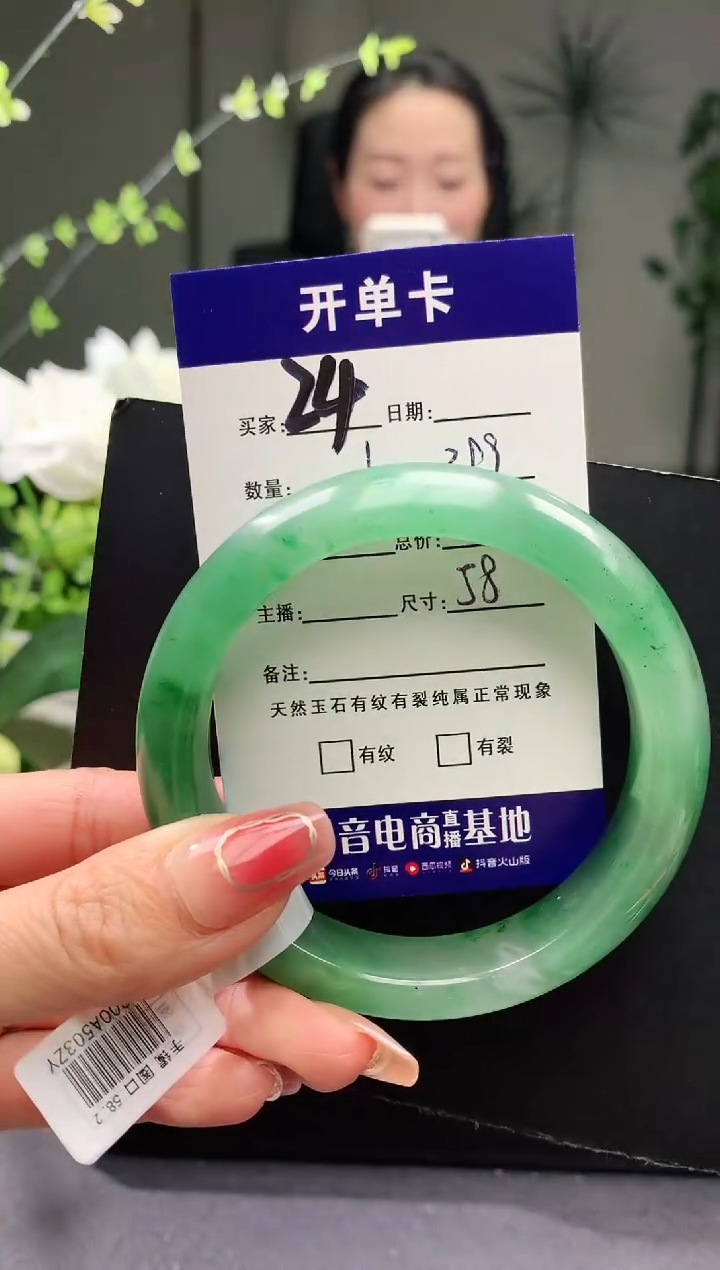 开单卡
买家: 24 日期:
数量: 1
总价:
主播: 尺寸: 58
备注:
天然玉石有纹有裂纯属正常现象
有纹 有裂
音电商直播基地
今日头条 抖音 西瓜视频 抖音火山版
00A503ZY
手镯 圈口 58.2